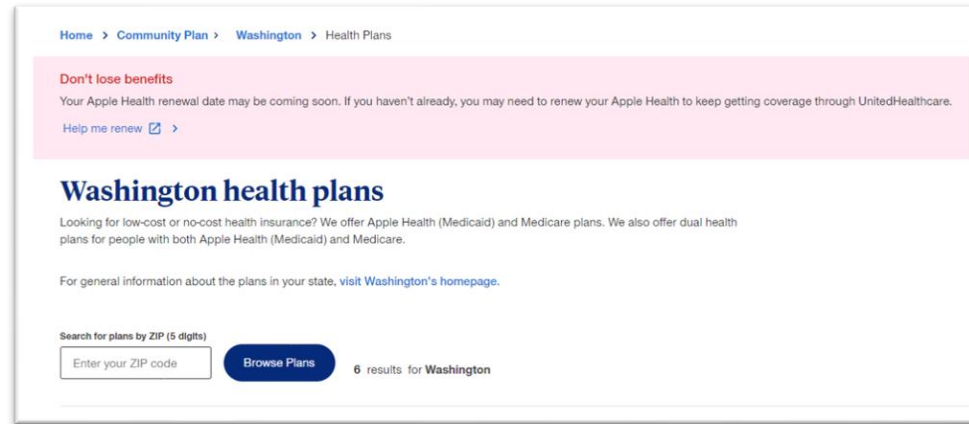 Home > Community Plan > Washington > Health Plans
Don't lose benefits
Your Apple Health renewal date may be coming soon. If you haven't already, you may need to renew your Apple Health to keep getting coverage through UnitedHealthcare.
Help me renew >
Washington health plans
Looking for low-cost or no-cost health insurance? We offer Apple Health (Medicaid) and Medicare plans. We also offer dual health
plans for people with both Apple Health (Medicaid) and Medicare.
For general information about the plans in your state, visit Washington's homepage.
Search for plans by ZIP (5 digits)
Enter your ZIP code Browse Plans 6 results for Washington